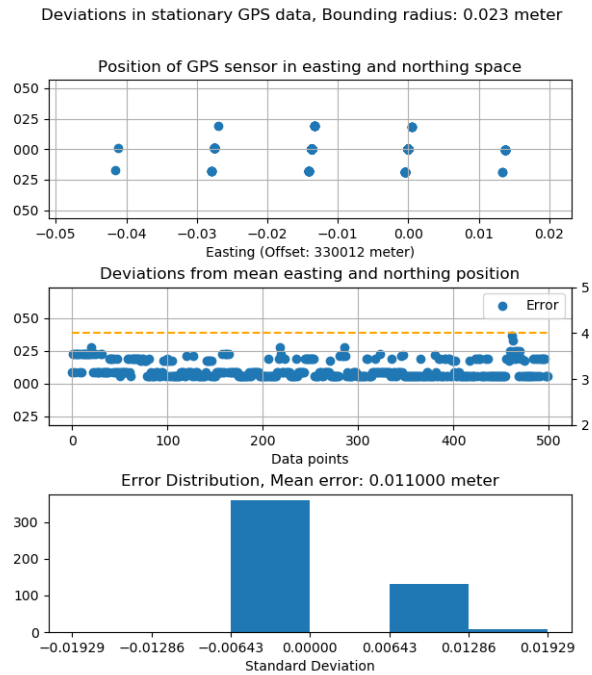 Deviations in stationary GPS data, Bounding radius: 0.023 meter
Position of GPS sensor in easting and northing space
050
025
000
025
050
−0.05 −0.04 −0.03 −0.02 −0.01 0.00 0.01 0.02
Easting (Offset: 330012 meter)
Deviations from mean easting and northing position
050
025
000
025
5
4
3
2
Error
0 100 200 300 400 500
Data points
Error Distribution, Mean error: 0.011000 meter
300
200
100
0
−0.01929 −0.01286 −0.00643 0.00000 0.00643 0.01286 0.01929
Standard Deviation